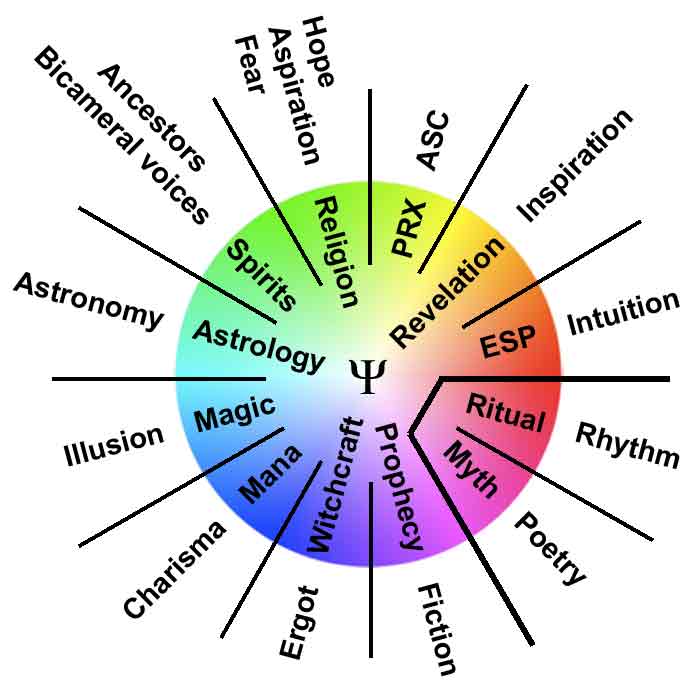 Hope
Aspiration
Fear
ASC
Inspiration
Intuition
Rhythm
Poetry
Fiction
Ergot
Charisma
Illusion
Astronomy
Bicameral voices
Ancestors
Religion
PRX
Revelation
ESP
Ritual
Myth
Prophecy
Witchcraft
Mana
Magic
Astrology
Spirits
Ψ